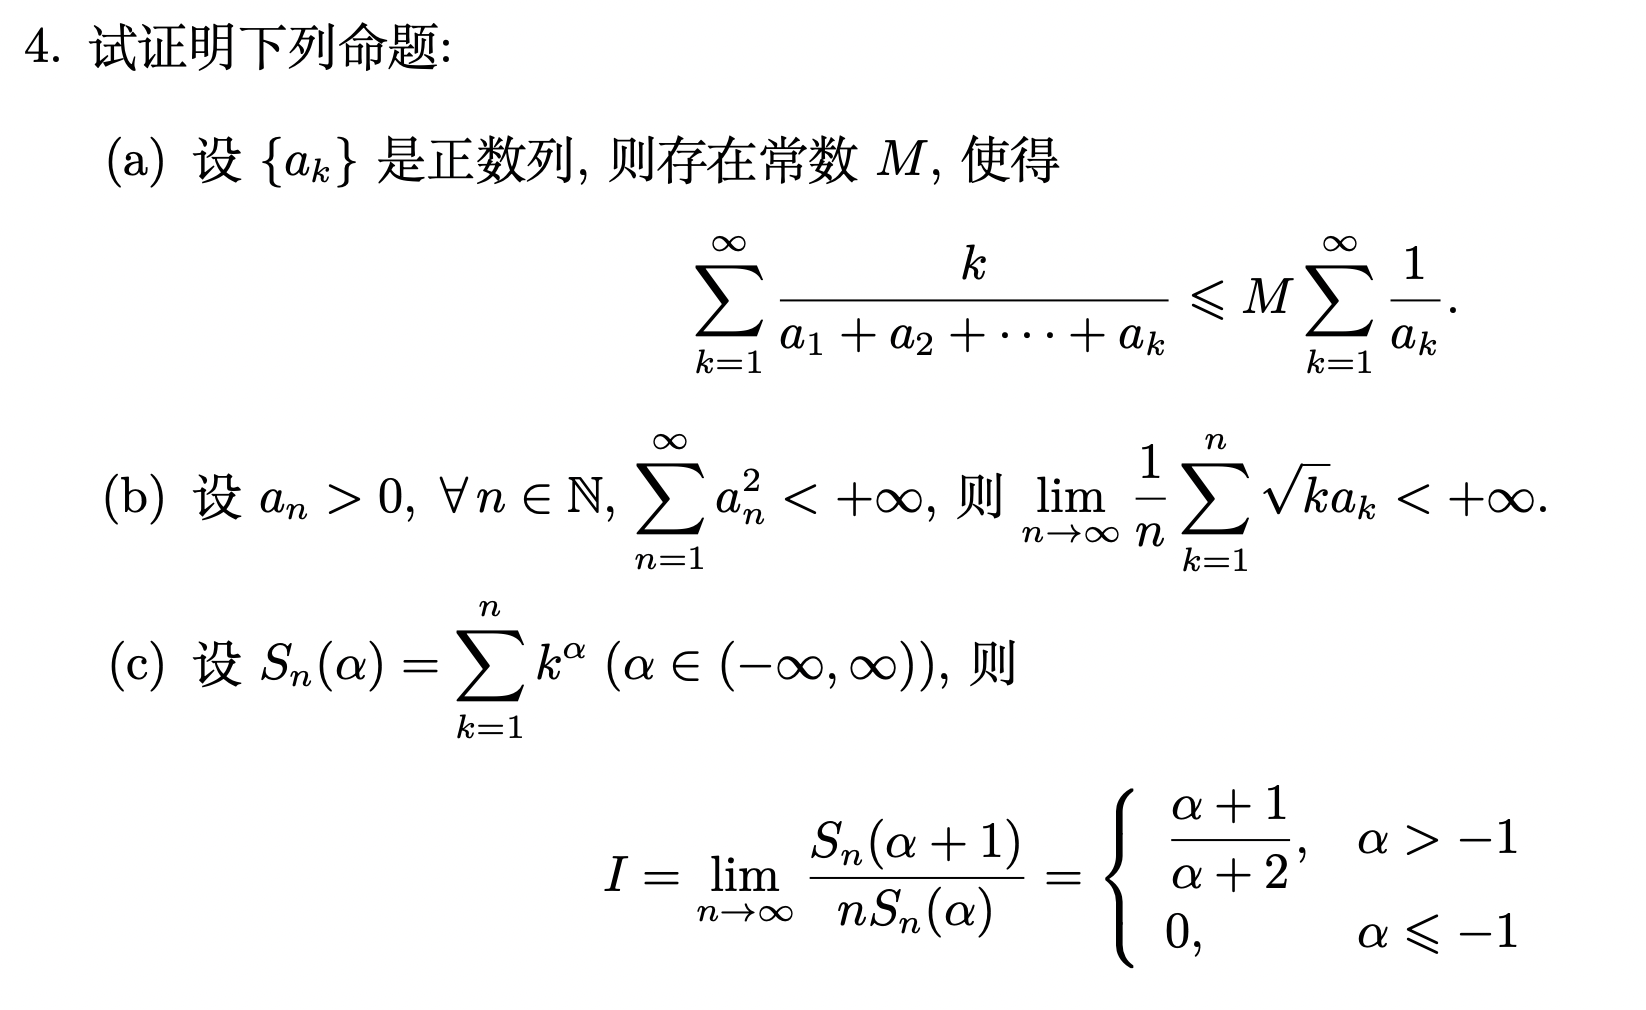 4. 试证明下列命题:
(a) 设 $\{a_k\}$ 是正数列, 则存在常数 $M$, 使得
$$\sum_{k=1}^{\infty} \frac{k}{a_1 + a_2 + \cdots + a_k} \leqslant M \sum_{k=1}^{\infty} \frac{1}{a_k}.$$
(b) 设 $a_n > 0, \forall n \in \mathbb{N}, \sum_{n=1}^{\infty} a_n^2 < +\infty$, 则 $\lim_{n \to \infty} \frac{1}{n} \sum_{k=1}^{n} \sqrt{k} a_k < +\infty.$
(c) 设 $S_n(\alpha) = \sum_{k=1}^{n} k^{\alpha} \ (\alpha \in (-\infty, \infty))$, 则
$$I = \lim_{n \to \infty} \frac{S_n(\alpha + 1)}{n S_n(\alpha)} = \begin{cases} \dfrac{\alpha + 1}{\alpha + 2}, & \alpha > -1 \\ 0, & \alpha \leqslant -1 \end{cases}$$